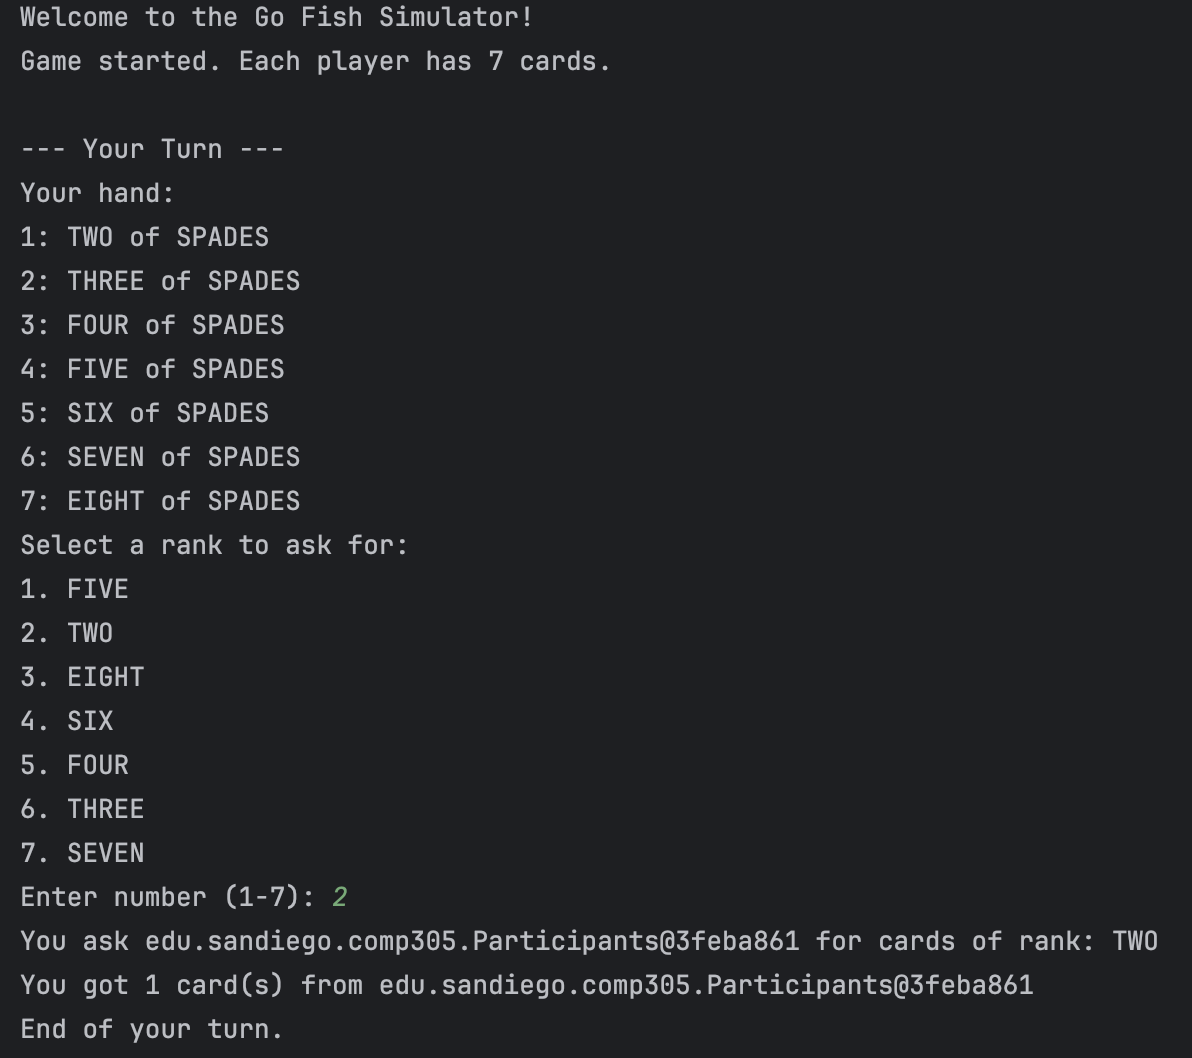 Welcome to the Go Fish Simulator!
Game started. Each player has 7 cards.
--- Your Turn ---
Your hand:
1: TWO of SPADES
2: THREE of SPADES
3: FOUR of SPADES
4: FIVE of SPADES
5: SIX of SPADES
6: SEVEN of SPADES
7: EIGHT of SPADES
Select a rank to ask for:
1. FIVE
2. TWO
3. EIGHT
4. SIX
5. FOUR
6. THREE
7. SEVEN
Enter number (1-7): 2
You ask edu.sandiego.comp305.Participants@3feba861 for cards of rank: TWO
You got 1 card(s) from edu.sandiego.comp305.Participants@3feba861
End of your turn.